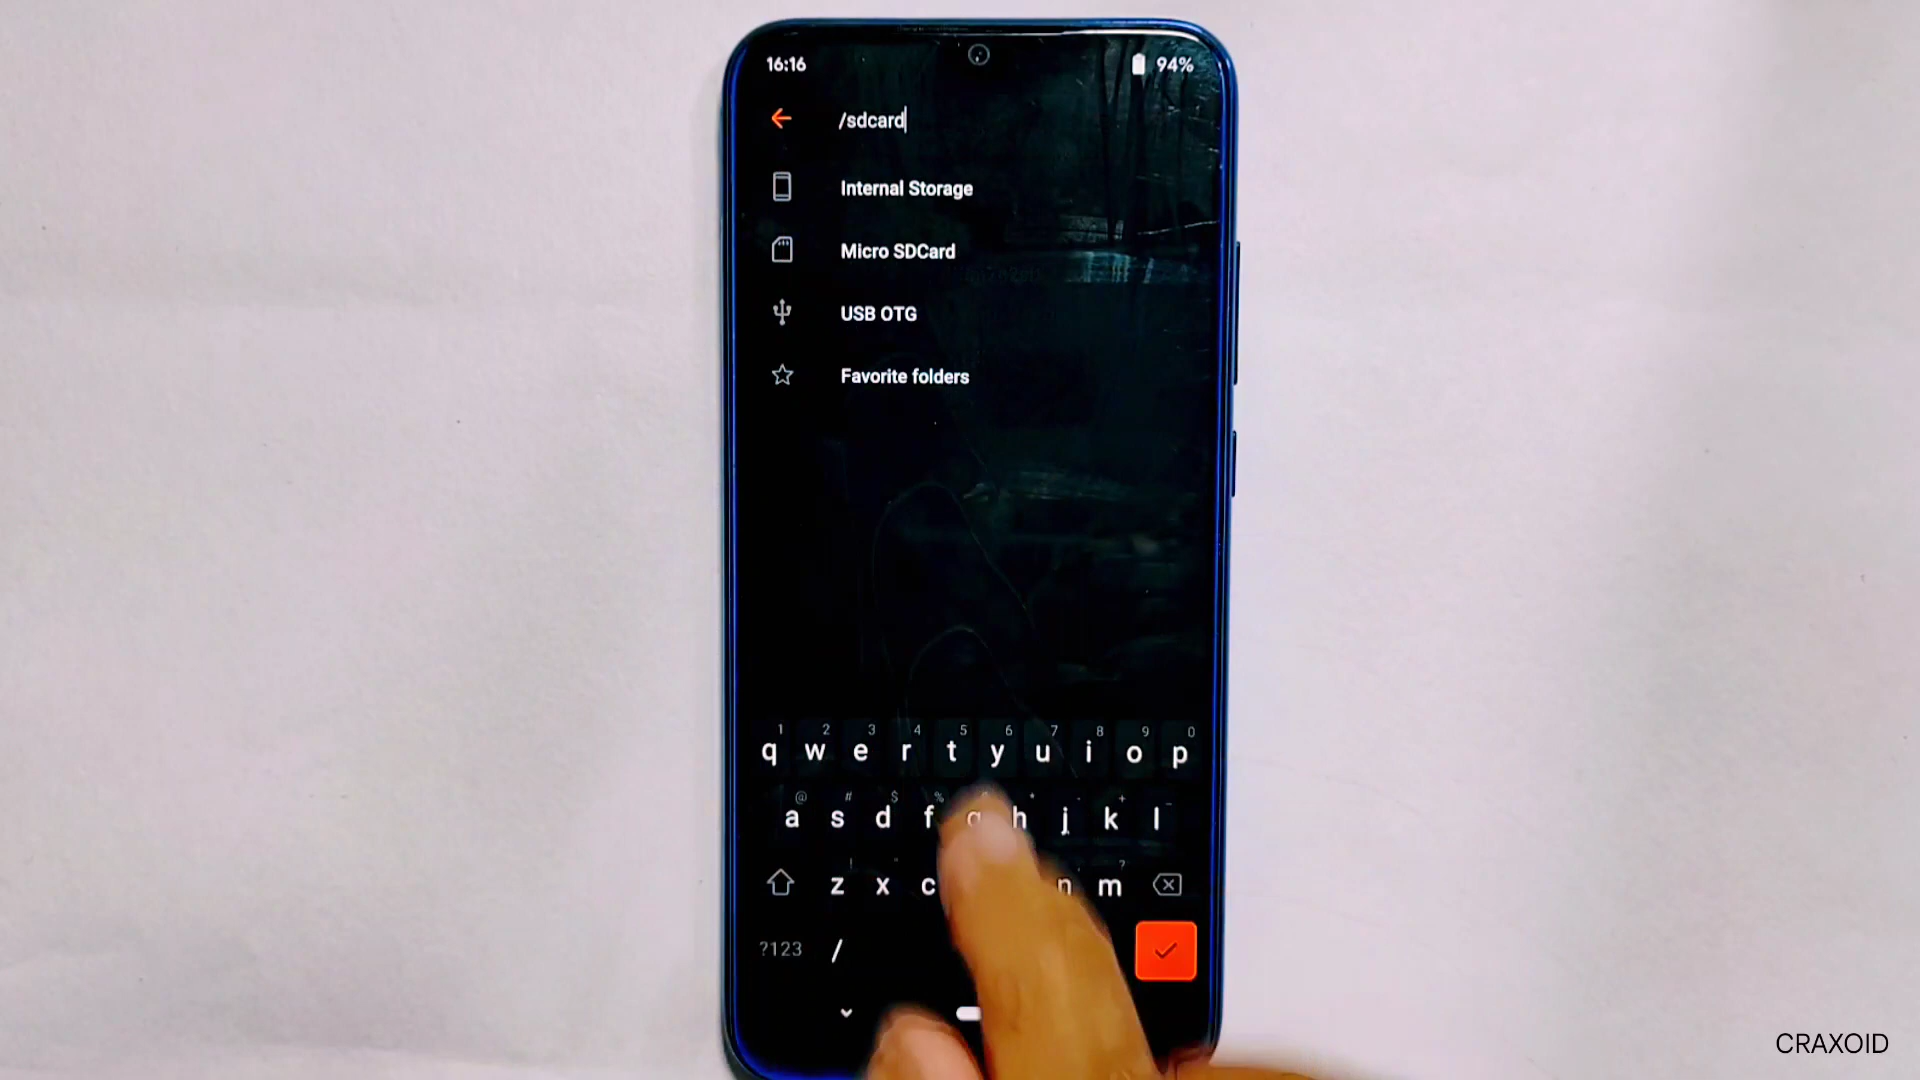 16:16 94%
/sdcard
Internal Storage
Micro SDCard
USB OTG
Favorite folders
1 2 3 4 5 6 7 8 9 0
q w e r t y u i o p
@ # $ % * - + -
a s d f g h j k l
! " ?
z x c n m
?123 /
CRAXOID